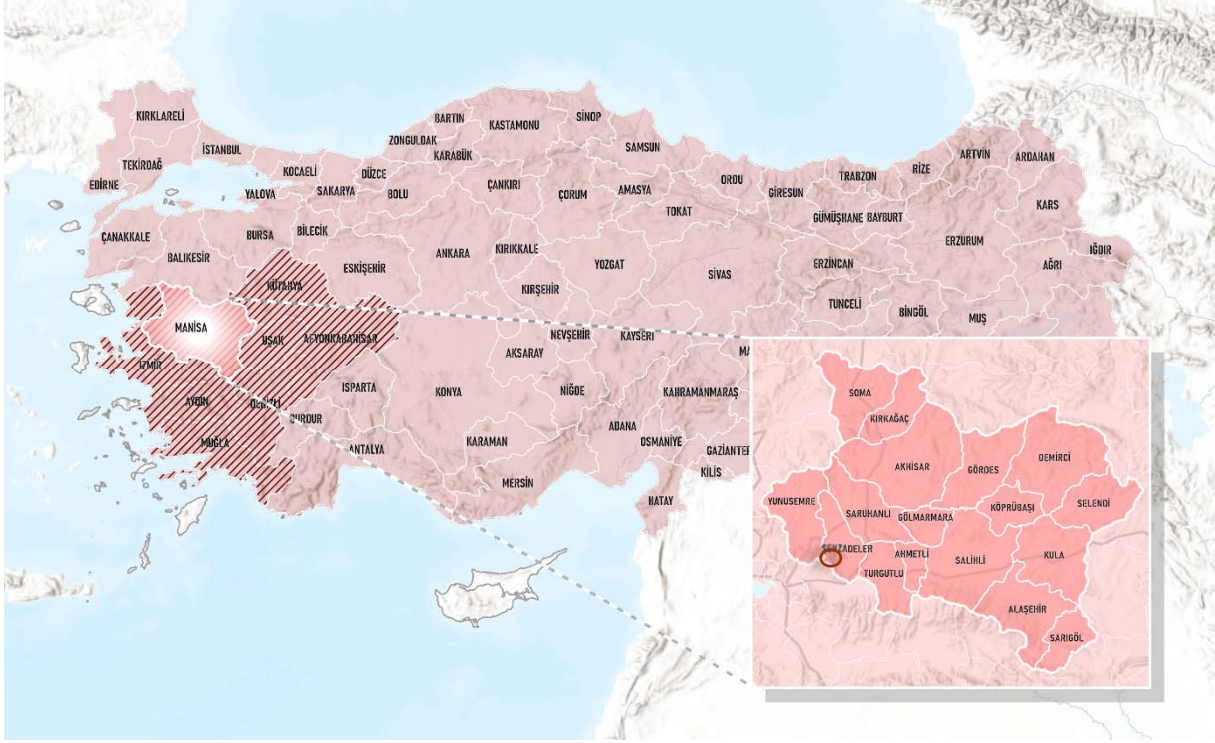 KIRKLARELİ
TEKİRDAĞ
EDİRNE
İSTANBUL
KOCAELİ
YALOVA
SAKARYA
DÜZCE
BOLU
ZONGULDAK
BARTIN
KARABÜK
KASTAMONU
SİNOP
ÇANKIRI
ÇORUM
SAMSUN
AMASYA
TOKAT
ORDU
GİRESUN
TRABZON
GÜMÜŞHANE
BAYBURT
RİZE
ARTVİN
ARDAHAN
KARS
IĞDIR
ÇANAKKALE
BALIKESİR
BURSA
BİLECİK
ESKİŞEHİR
ANKARA
KIRIKKALE
KIRŞEHİR
YOZGAT
SİVAS
ERZİNCAN
ERZURUM
AĞRI
TUNCELİ
BİNGÖL
MUŞ
KÜTAHYA
MANİSA
UŞAK
AFYONKARAHİSAR
İZMİR
AYDIN
DENİZLİ
MUĞLA
BURDUR
ISPARTA
ANTALYA
KONYA
AKSARAY
NEVŞEHİR
KAYSERİ
NİĞDE
KARAMAN
MERSİN
ADANA
KAHRAMANMARAŞ
OSMANİYE
GAZİANTEP
KİLİS
HATAY
SOMA
KIRKAĞAÇ
AKHİSAR
GÖRDES
DEMİRCİ
YUNUSEMRE
SARUHANLI
GÖLMARMARA
KÖPRÜBAŞI
SELENDİ
ŞEHZADELER
AHMETLİ
TURGUTLU
SALİHLİ
KULA
ALAŞEHİR
SARIGÖL